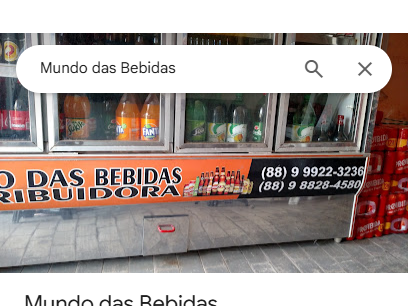 Mundo das Bebidas
FANTA
O DAS BEBIDAS
RIBUIDORA
(88) 9 9922-3236
(88) 9 8828-4580
Mundo das Bebidas